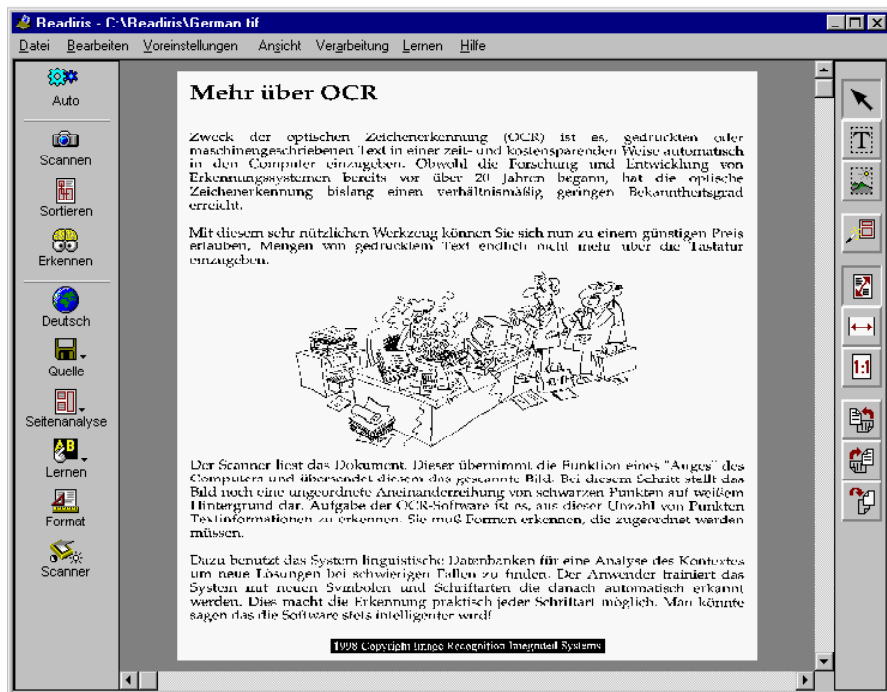 Readiris - C:\Readiris\German.tif
Datei Bearbeiten Voreinstellungen Ansicht Verarbeitung Lernen Hilfe
Auto
Scannen
Sortieren
Erkennen
Deutsch
Quelle
Seitenanalyse
Lernen
Format
Scanner
Mehr über OCR
Zweck der optischen Zeichenerkennung (OCR) ist es, gedruckten oder
maschinengeschriebenen Text in einer zeit- und kostensparenden Weise automatisch
in den Computer einzugeben. Obwohl die Forschung und Entwicklung von
Erkennungssystemen bereits vor über 20 Jahren begann, hat die optische
Zeichenerkennung bislang einen verhältnismäßig geringen Bekanntheitsgrad
erreicht.
Mit diesem sehr nützlichen Werkzeug können Sie sich nun zu einem günstigen Preis
erlauben, Mengen von gedrucktem Text endlich nicht mehr über die Tastatur
einzugeben.
Der Scanner liest das Dokument. Dieser übernimmt die Funktion eines "Auges" des
Computers und übersendet diesem das gescannte Bild. Bei diesem Schritt stellt das
Bild noch eine ungeordnete Aneinanderreihung von schwarzen Punkten auf weißem
Hintergrund dar. Aufgabe der OCR-Software ist es, aus dieser Unzahl von Punkten
Textinformationen zu erkennen. Sie muß Formen erkennen, die zugeordnet werden
müssen.
Dazu benutzt das System linguistische Datenbanken für eine Analyse des Kontextes
um neue Lösungen bei schwierigen Fällen zu finden. Der Anwender trainiert das
System mit neuen Symbolen und Schriftarten die danach automatisch erkannt
werden. Dies macht die Erkennung praktisch jeder Schriftart möglich. Man könnte
sagen das die Software stets intelligenter wird!
1998 Copyright Image Recognition Integrated Systems
T
1:1